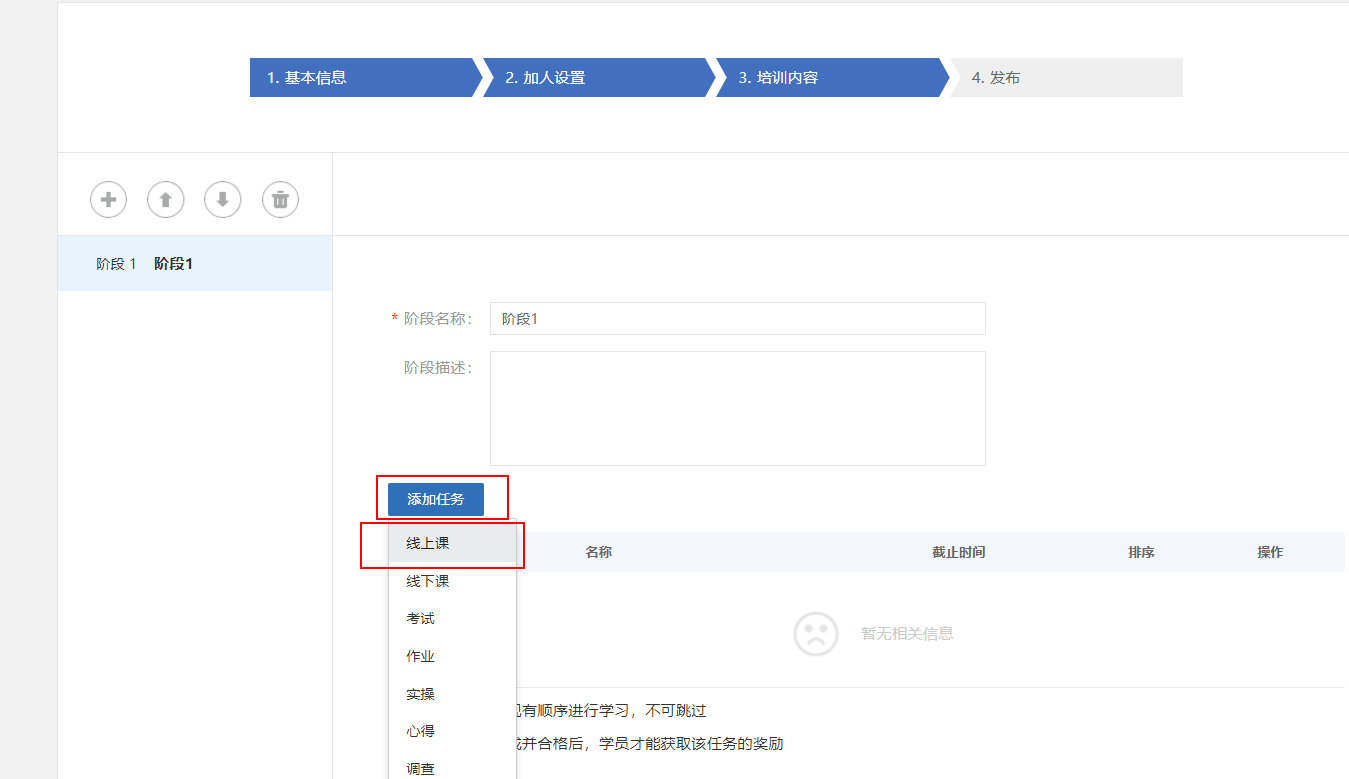 1. 基本信息
2. 加人设置
3. 培训内容
4. 发布
阶段 1 阶段1
* 阶段名称：
阶段1
阶段描述：
添加任务
线上课
线下课
考试
作业
实操
心得
调查
名称
截止时间
排序
操作
暂无相关信息
有顺序进行学习，不可跳过
并合格后，学员才能获取该任务的奖励